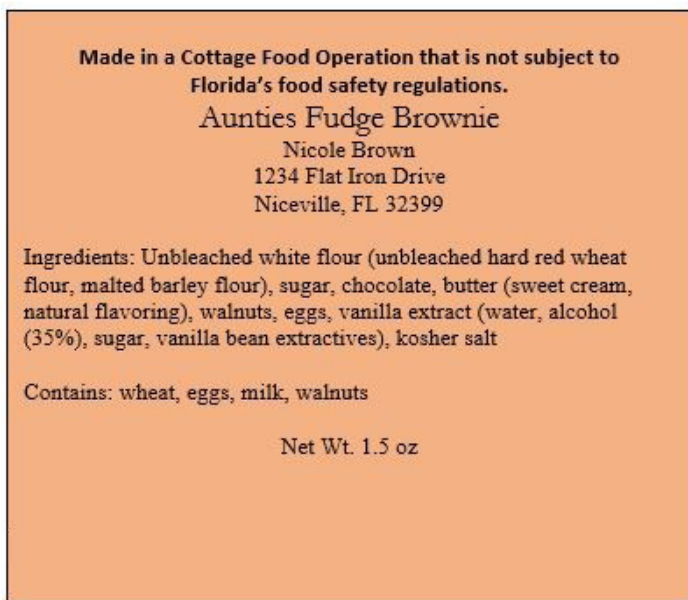 Made in a Cottage Food Operation that is not subject to
Florida's food safety regulations.
Aunties Fudge Brownie
Nicole Brown
1234 Flat Iron Drive
Niceville, FL 32399
Ingredients: Unbleached white flour (unbleached hard red wheat
flour, malted barley flour), sugar, chocolate, butter (sweet cream,
natural flavoring), walnuts, eggs, vanilla extract (water, alcohol
(35%), sugar, vanilla bean extractives), kosher salt
Contains: wheat, eggs, milk, walnuts
Net Wt. 1.5 oz